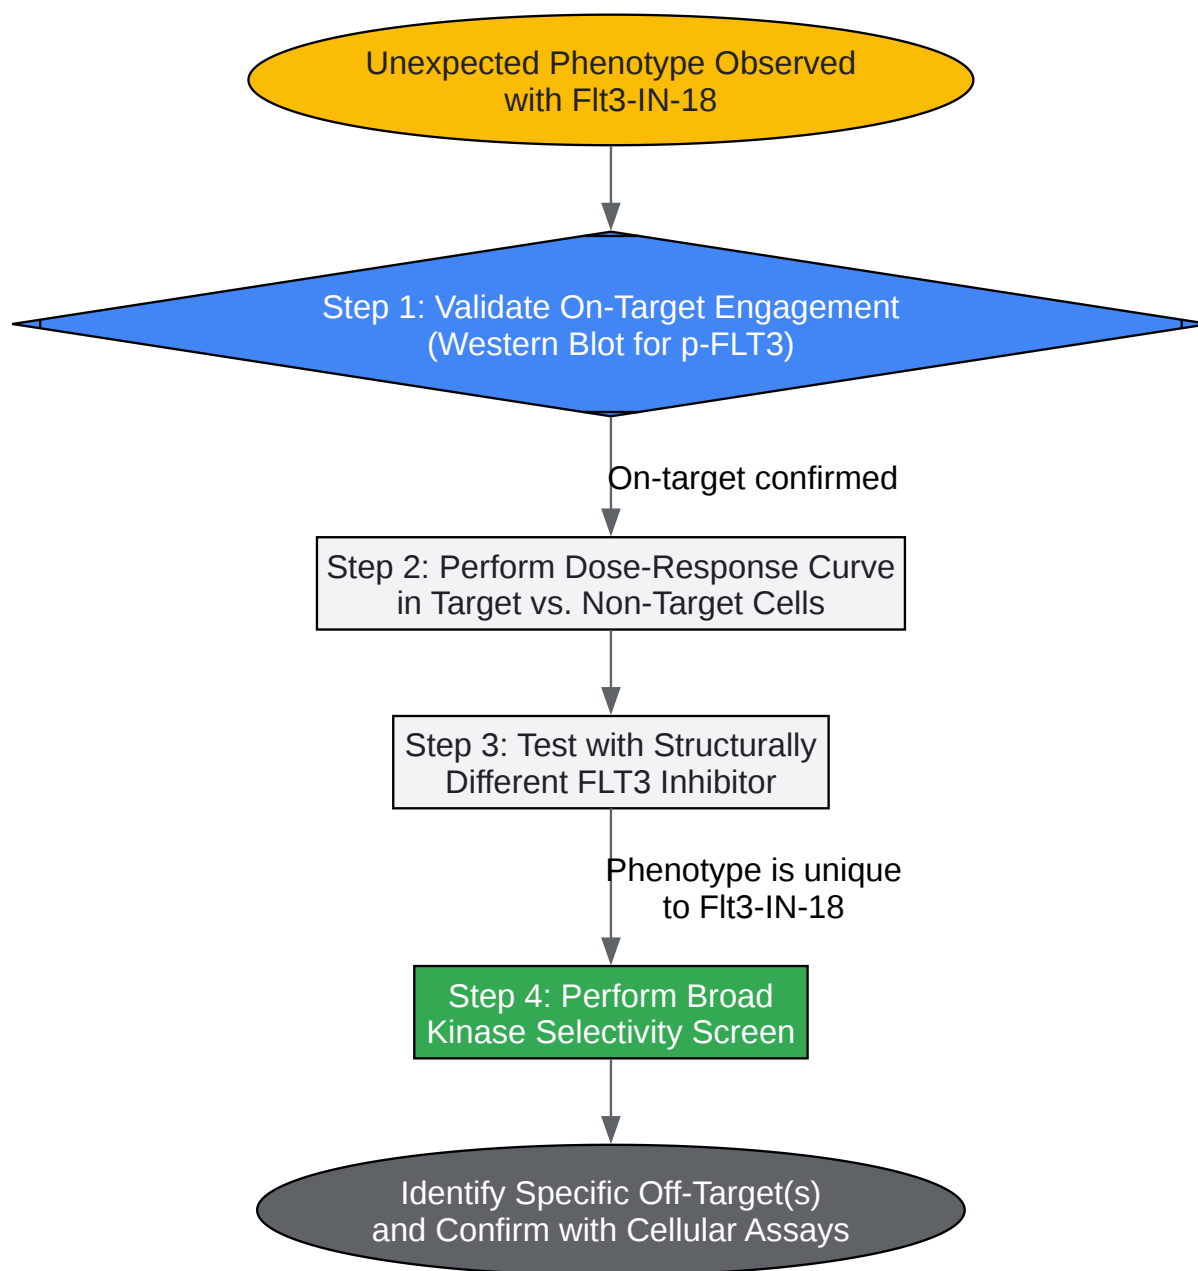 Unexpected Phenotype Observed
with Flt3-IN-18
Step 1: Validate On-Target Engagement
(Western Blot for p-FLT3)
On-target confirmed
Step 2: Perform Dose-Response Curve
in Target vs. Non-Target Cells
Step 3: Test with Structurally
Different FLT3 Inhibitor
Phenotype is unique
to Flt3-IN-18
Step 4: Perform Broad
Kinase Selectivity Screen
Identify Specific Off-Target(s)
and Confirm with Cellular Assays